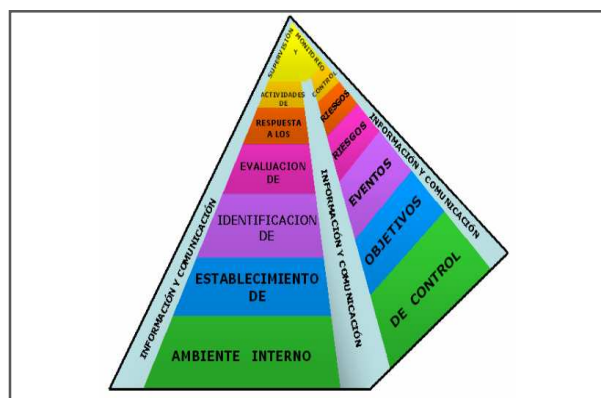 SUPERVISIÓN
Y
MONITOREO
ACTIVIDADES
DE
CONTROL
RESPUESTA
A LOS
RIESGOS
EVALUACION
DE
RIESGOS
IDENTIFICACION
DE
EVENTOS
ESTABLECIMIENTO
DE
OBJETIVOS
AMBIENTE INTERNO
DE CONTROL
INFORMACIÓN Y COMUNICACIÓN
INFORMACIÓN Y COMUNICACIÓN
INFORMACIÓN Y COMUNICACIÓN